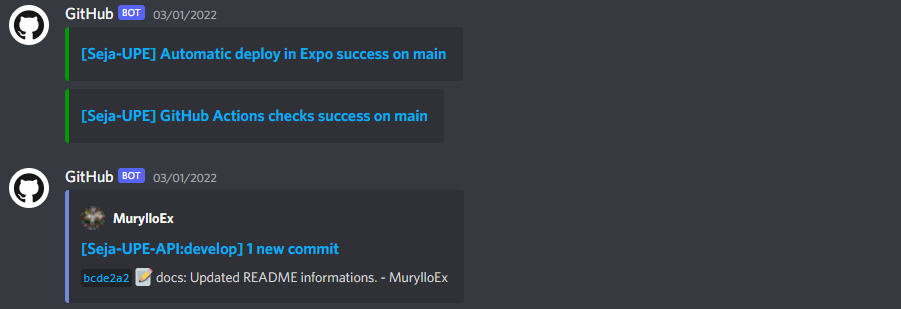 GitHub BOT 03/01/2022
[Seja-UPE] Automatic deploy in Expo success on main
[Seja-UPE] GitHub Actions checks success on main
GitHub BOT 03/01/2022
MurylloEx
[Seja-UPE-API:develop] 1 new commit
bcde2a2 📝 docs: Updated README informations. - MurylloEx